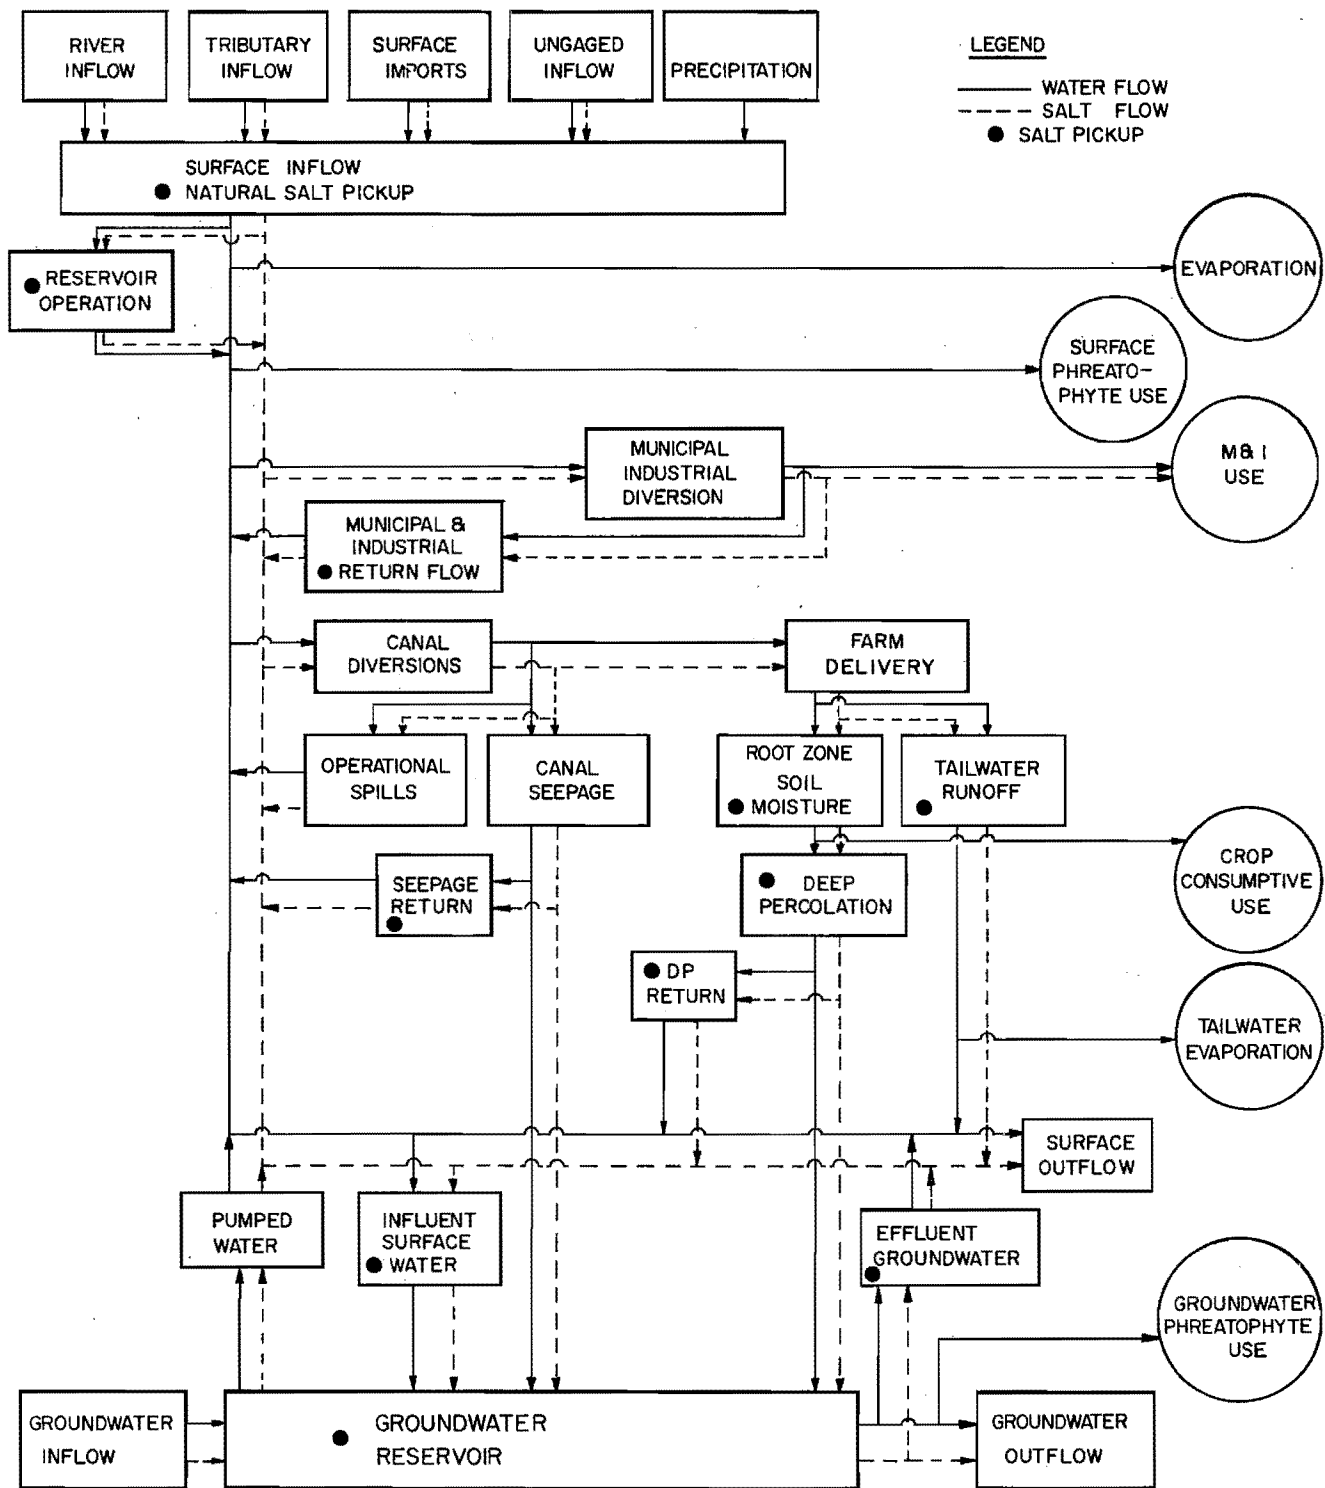 RIVER
INFLOW
TRIBUTARY
INFLOW
SURFACE
IMPORTS
UNGAGED
INFLOW
PRECIPITATION
LEGEND
WATER FLOW
SALT FLOW
SALT PICKUP
SURFACE INFLOW
NATURAL SALT PICKUP
RESERVOIR
OPERATION
EVAPORATION
SURFACE
PHREATO-
PHYTE USE
MUNICIPAL
INDUSTRIAL
DIVERSION
M & I
USE
MUNICIPAL &
INDUSTRIAL
RETURN FLOW
CANAL
DIVERSIONS
FARM
DELIVERY
OPERATIONAL
SPILLS
CANAL
SEEPAGE
ROOT ZONE
SOIL
MOISTURE
TAILWATER
RUNOFF
SEEPAGE
RETURN
DEEP
PERCOLATION
CROP
CONSUMPTIVE
USE
DP
RETURN
TAILWATER
EVAPORATION
SURFACE
OUTFLOW
PUMPED
WATER
INFLUENT
SURFACE
WATER
EFFLUENT
GROUNDWATER
GROUNDWATER
PHREATOPHYTE
USE
GROUNDWATER
INFLOW
GROUNDWATER
RESERVOIR
GROUNDWATER
OUTFLOW